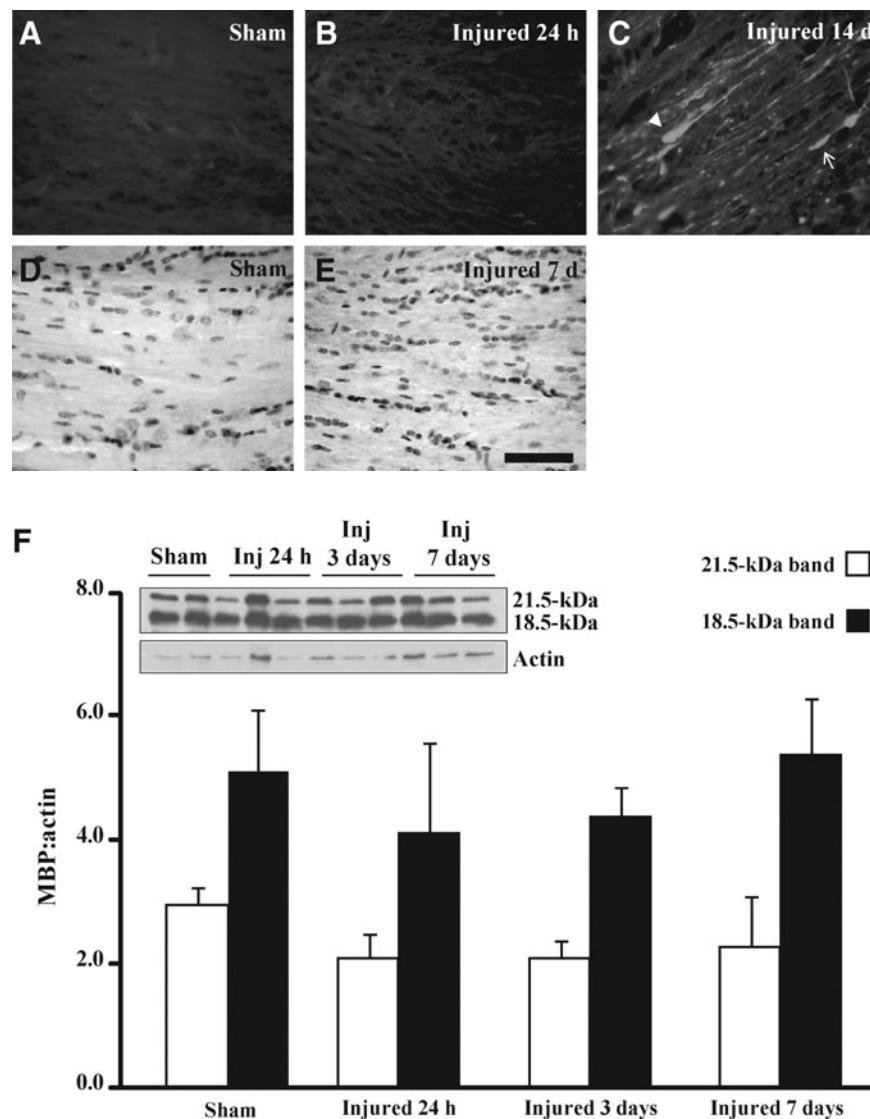 A
Sham
B
Injured 24 h
C
Injured 14 d
D
Sham
E
Injured 7 d
F
Sham
Inj 24 h
Inj
3 days
Inj
7 days
21.5-kDa
18.5-kDa
Actin
21.5-kDa band
18.5-kDa band
8.0
6.0
4.0
2.0
0.0
MBP:actin
Sham
Injured 24 h
Injured 3 days
Injured 7 days